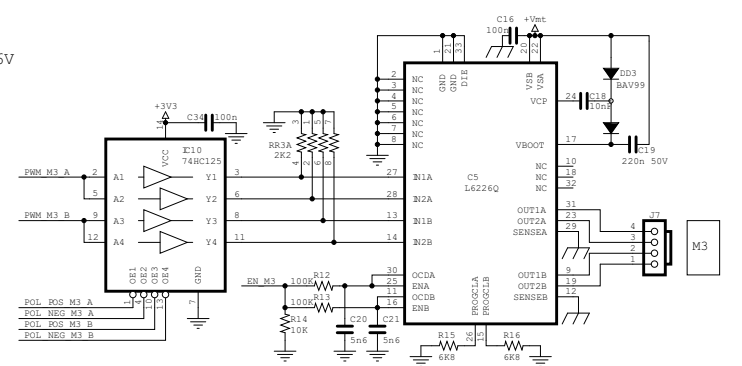 6V
C16
100n
+Vmt
1 21 33
GND GND DIE
20 22
VSB VSA
DD3
BAV99
+3V3
14
C34 100n
2 NC
3 NC
4 NC
5 NC
6 NC
7 NC
8 NC
VCP 24 C18
10nF
RR3A
2K2
3 1 5 7
4 2 6 8
VCC
IC10
74HC125
VBOOT 17
C19
220n 50V
NC 10
NC 18
NC 32
PWM M3 A 2 A1 Y1 3 27 IN1A
C5
L6226Q
5 A2 Y2 6 28 IN2A
PWM M3 B 9 A3 Y3 8 13 IN1B
12 A4 Y4 11 14 IN2B
OUT1A 31
OUT2A 23
SENSEA 29
J7
4
3
2
1
M3
OE1 OE2 OE3 OE4 GND
1 4 10 13 7
EN_M3 100K R12 30 OCDA
25 ENA
100K R13 11 OCDB
16 ENB
OUT1B 9
OUT2B 19
SENSEB 12
PROGCLA PROGCLB
26 15
POL POS M3 A
POL NEG M3 A
POL POS M3 B
POL NEG M3 B
R14
10K
C20
5n6
C21
5n6
R15
6K8
R16
6K8